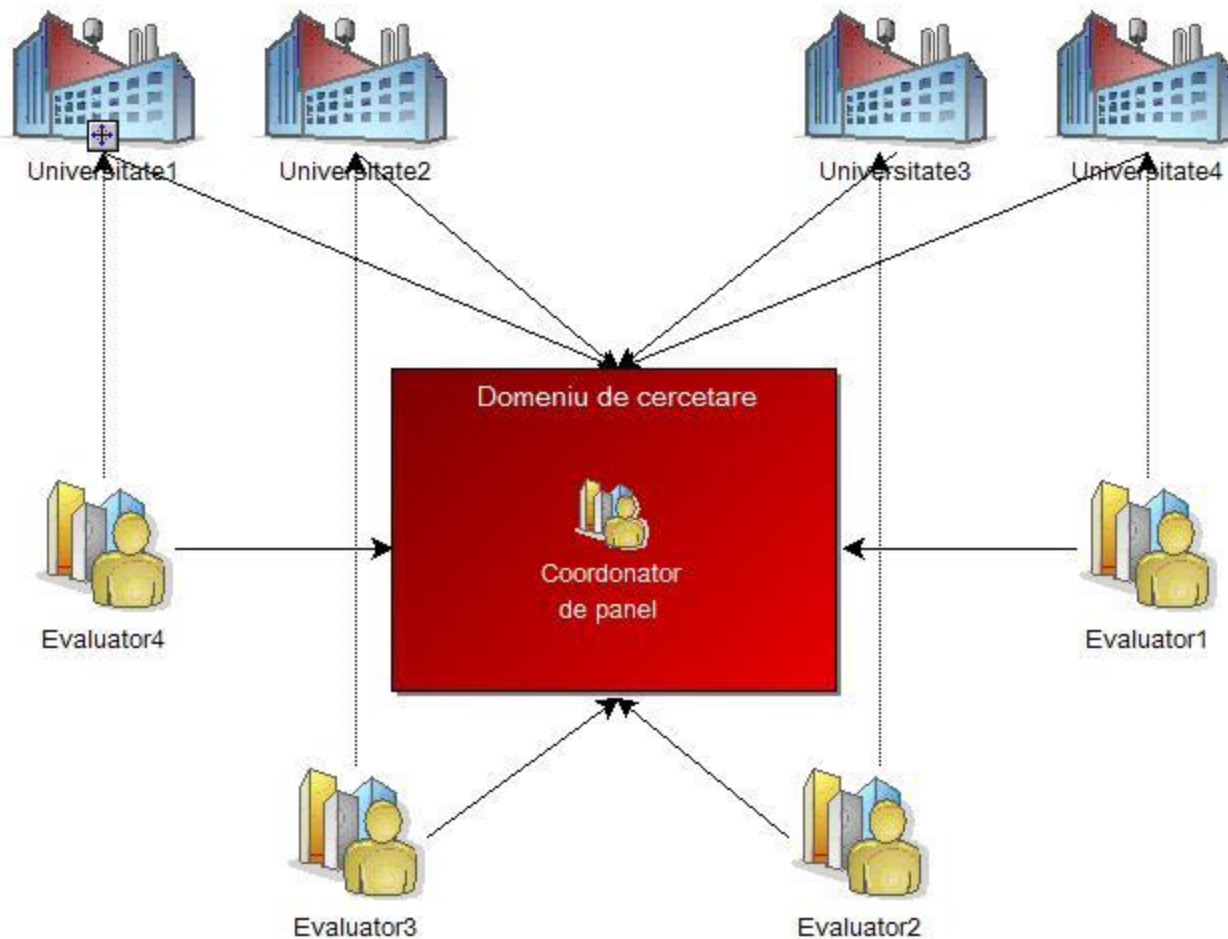 Universitate1
Universitate2
Universitate3
Universitate4
Domeniu de cercetare
Coordonator
de panel
Evaluator4
Evaluator1
Evaluator3
Evaluator2